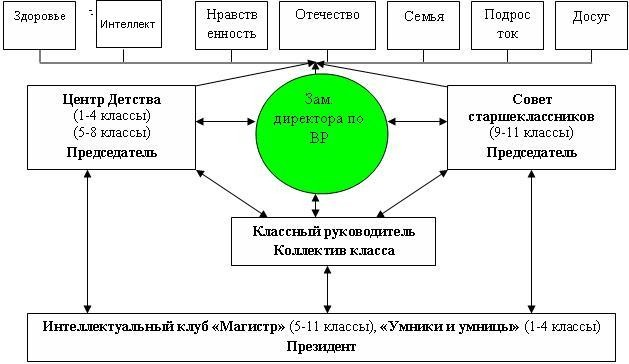 Здоровье
Интеллект
Нравств
енность
Отечество
Семья
Подрос
ток
Досуг
Центр Детства
(1-4 классы)
(5-8 классы)
Председатель
Зам.
директора по
ВР
Совет
старшеклассников
(9-11 классы)
Председатель
Классный руководитель
Коллектив класса
Интеллектуальный клуб «Магистр» (5-11 классы), «Умники и умницы» (1-4 классы)
Президент